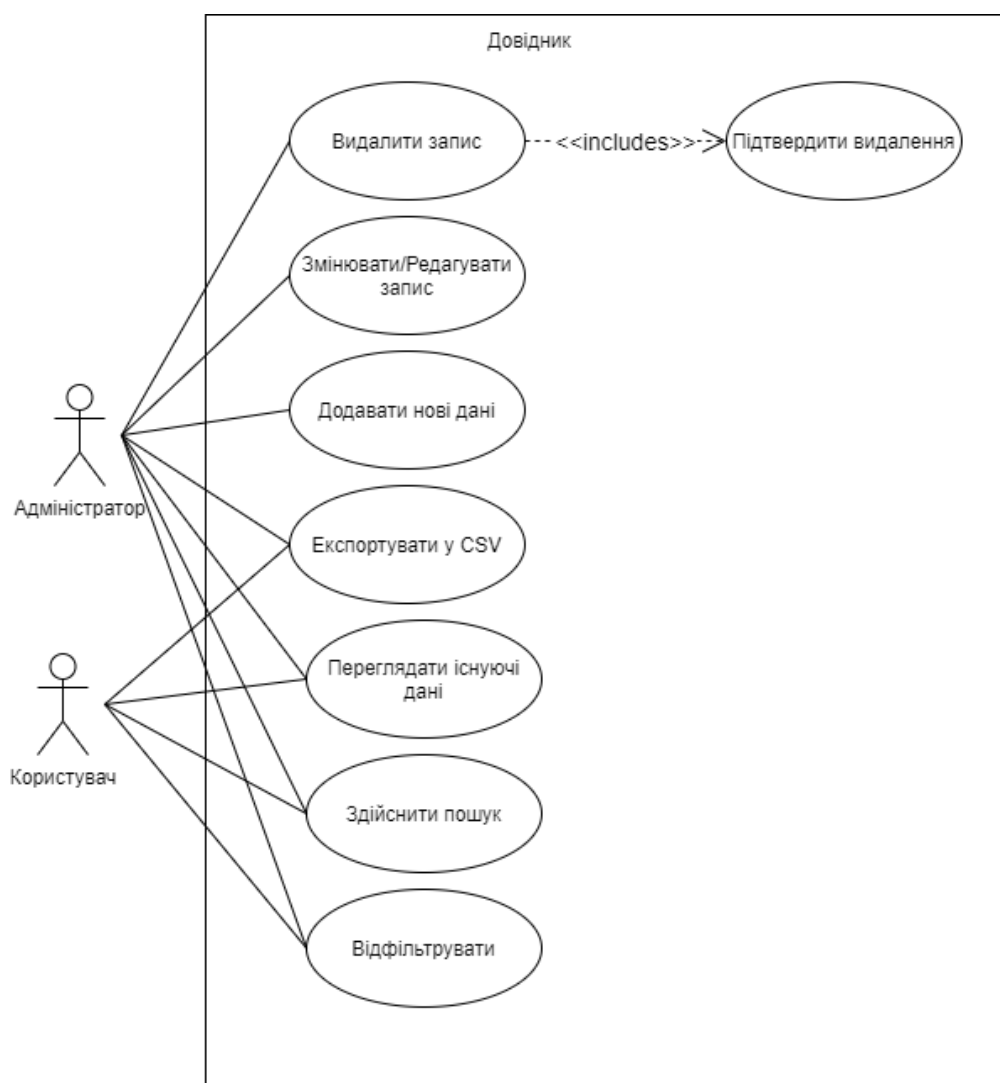 Довідник
Видалити запис
<<includes>>
Підтвердити видалення
Змінювати/Редагувати
запис
Додавати нові дані
Адміністратор
Експортувати у CSV
Переглядати існуючі
дані
Користувач
Здійснити пошук
Відфільтрувати